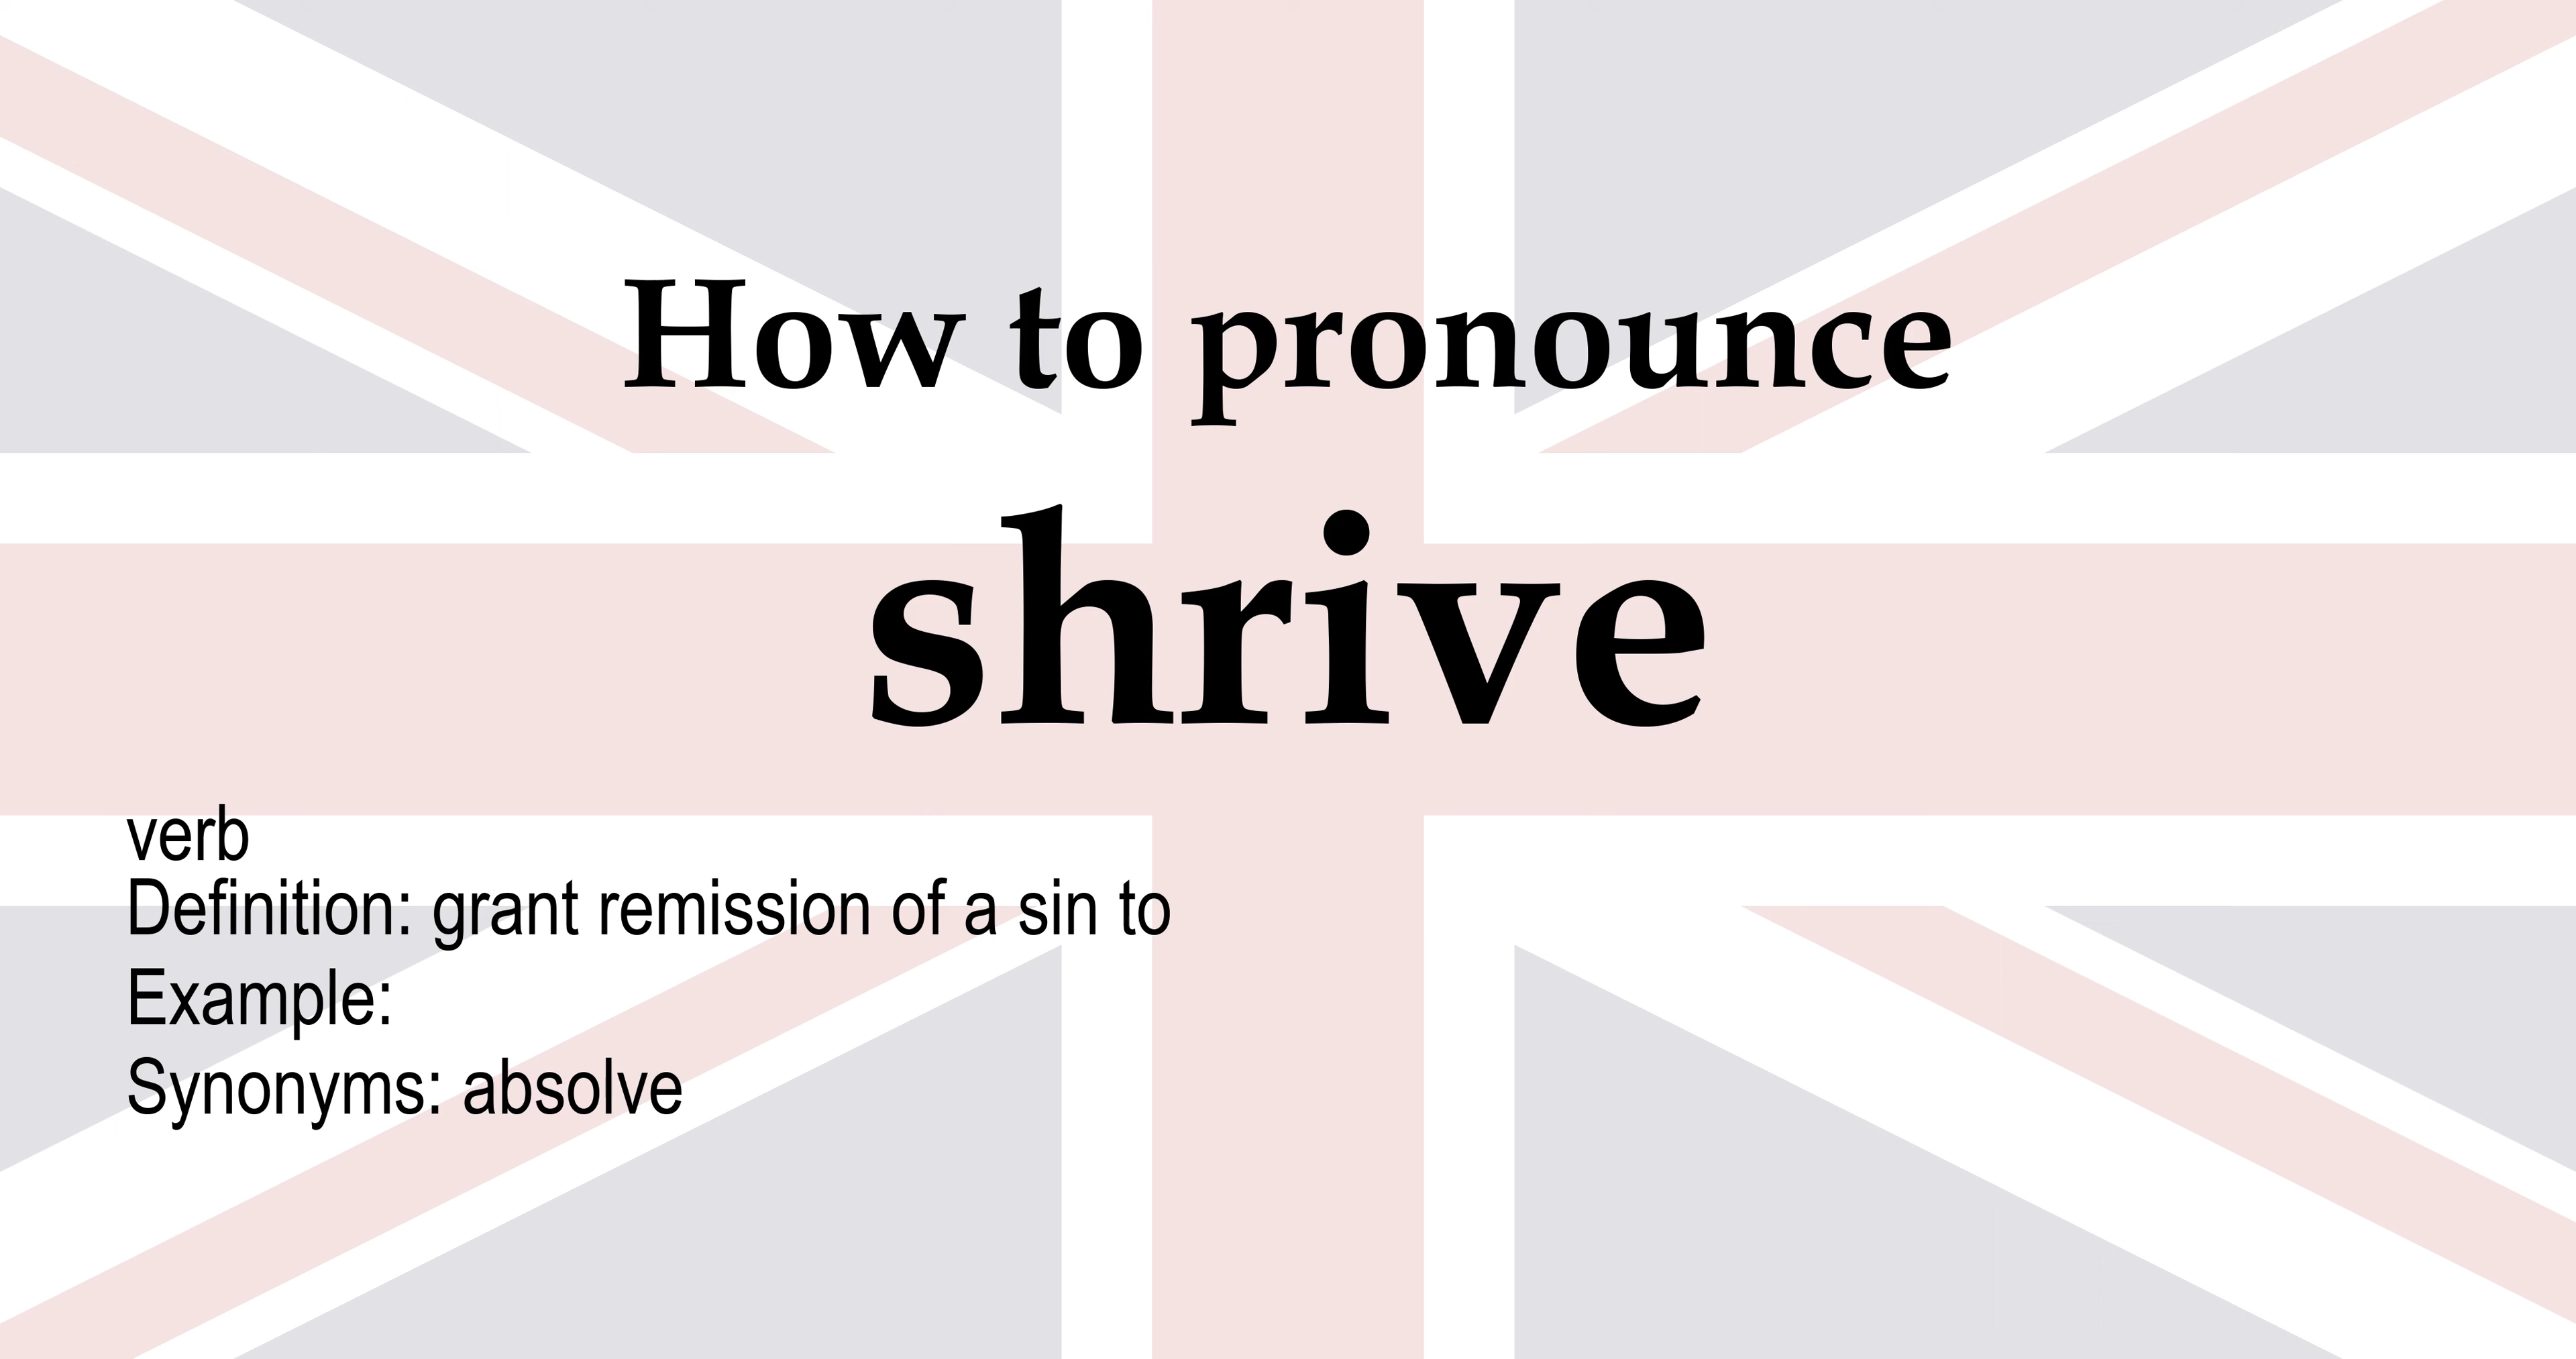 How to pronounce
shrive
verb
Definition: grant remission of a sin to
Example:
Synonyms: absolve